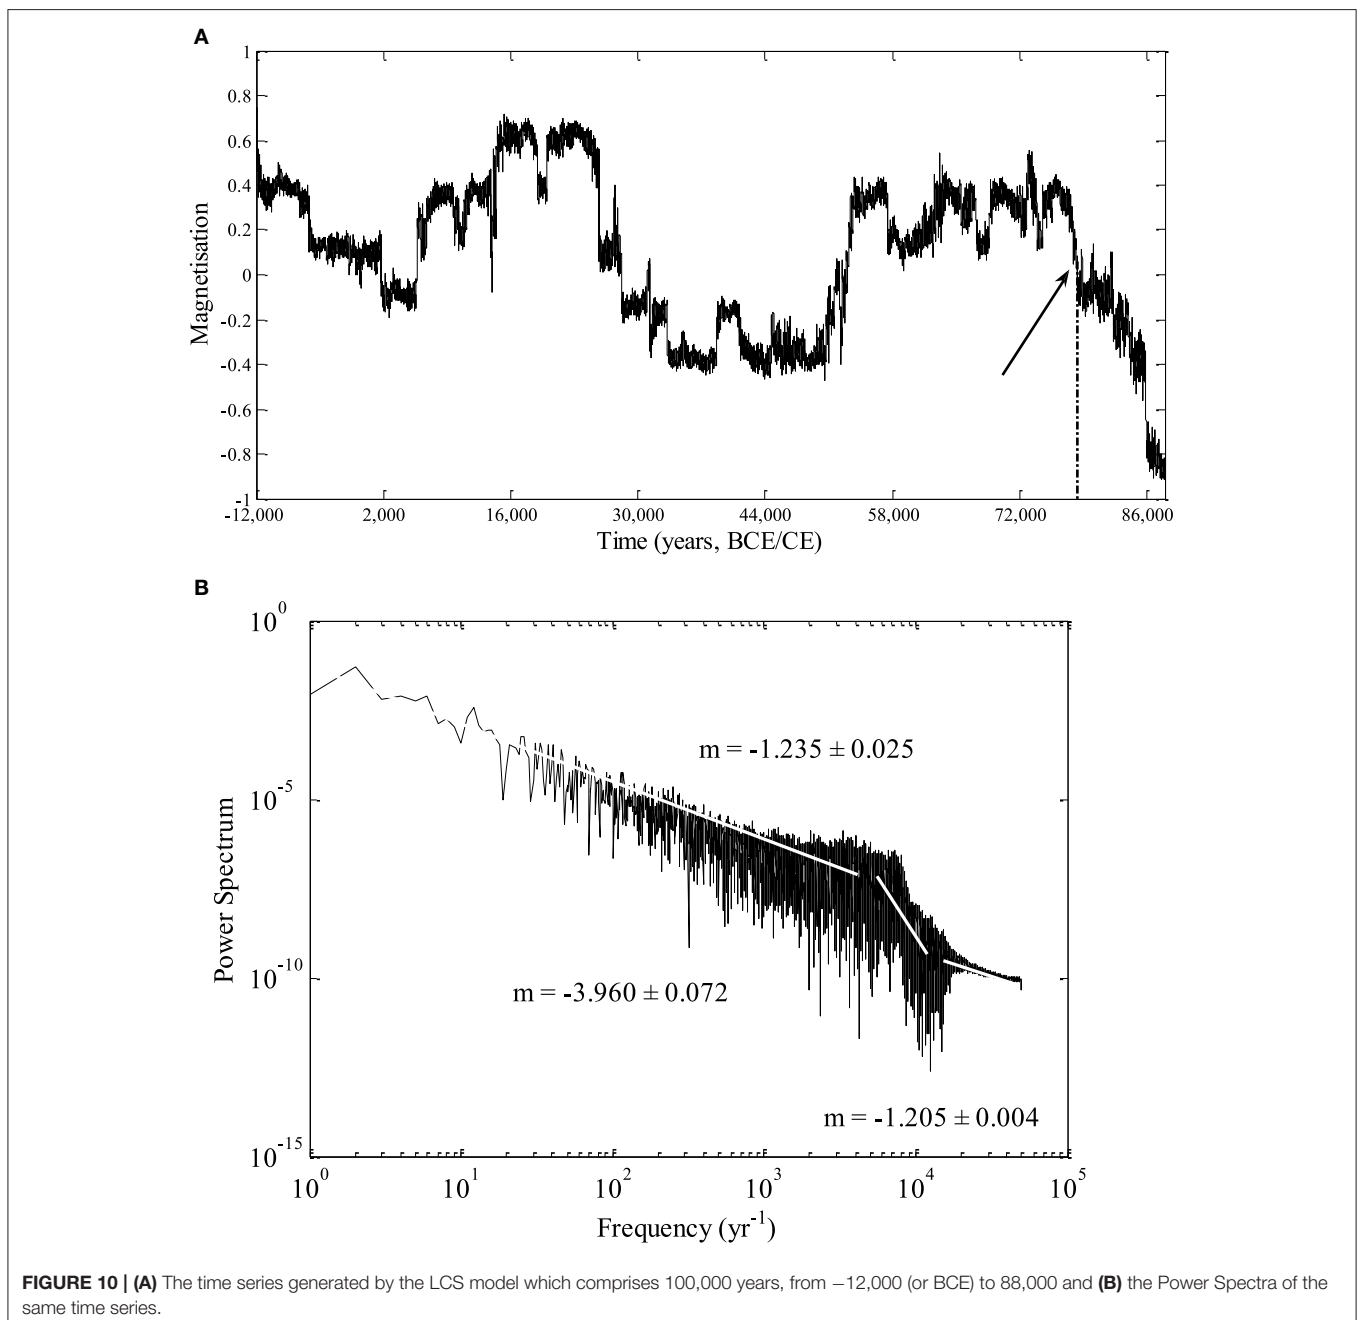 A
1
0.8
0.6
0.4
0.2
0
-0.2
-0.4
-0.6
-0.8
-1
Magnetisation
-12,000 2,000 16,000 30,000 44,000 58,000 72,000 86,000
Time (years, BCE/CE)
B
10^0
10^-5
10^-10
10^-15
Power Spectrum
m = -1.235 ± 0.025
m = -3.960 ± 0.072
m = -1.205 ± 0.004
10^0 10^1 10^2 10^3 10^4 10^5
Frequency (yr^-1)
FIGURE 10 | (A) The time series generated by the LCS model which comprises 100,000 years, from −12,000 (or BCE) to 88,000 and (B) the Power Spectra of the
same time series.